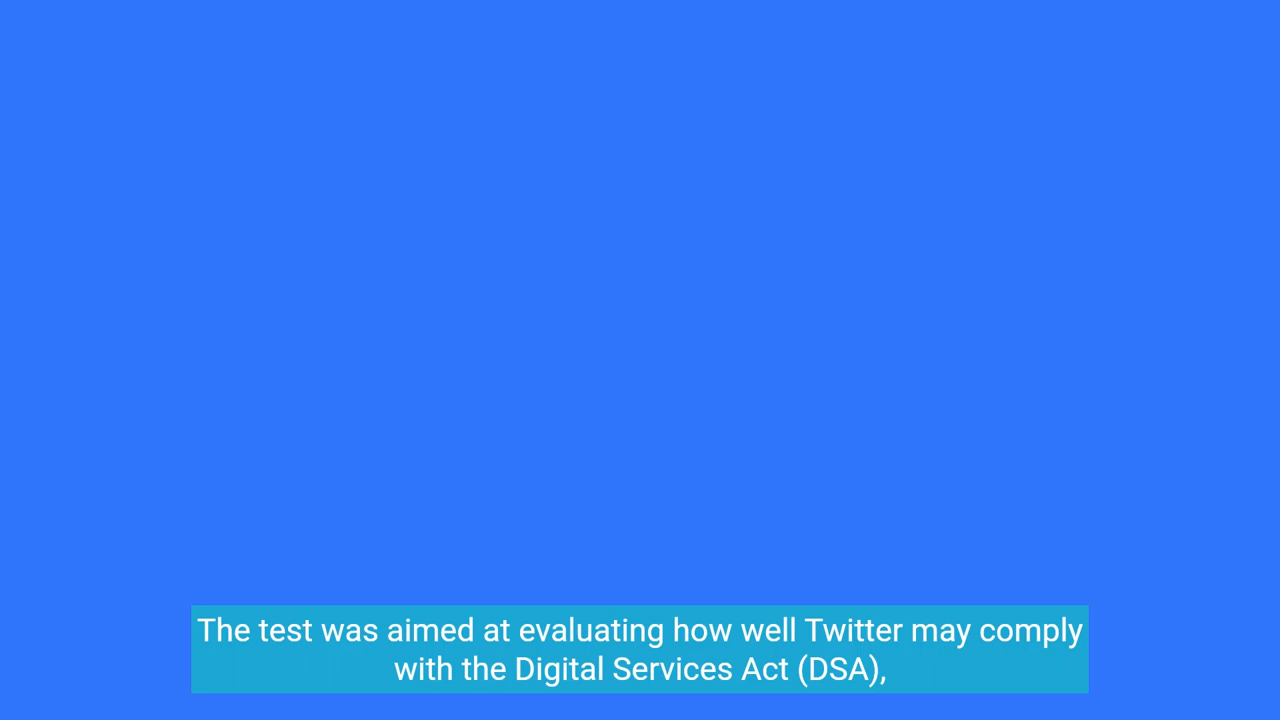 The test was aimed at evaluating how well Twitter may comply
with the Digital Services Act (DSA),